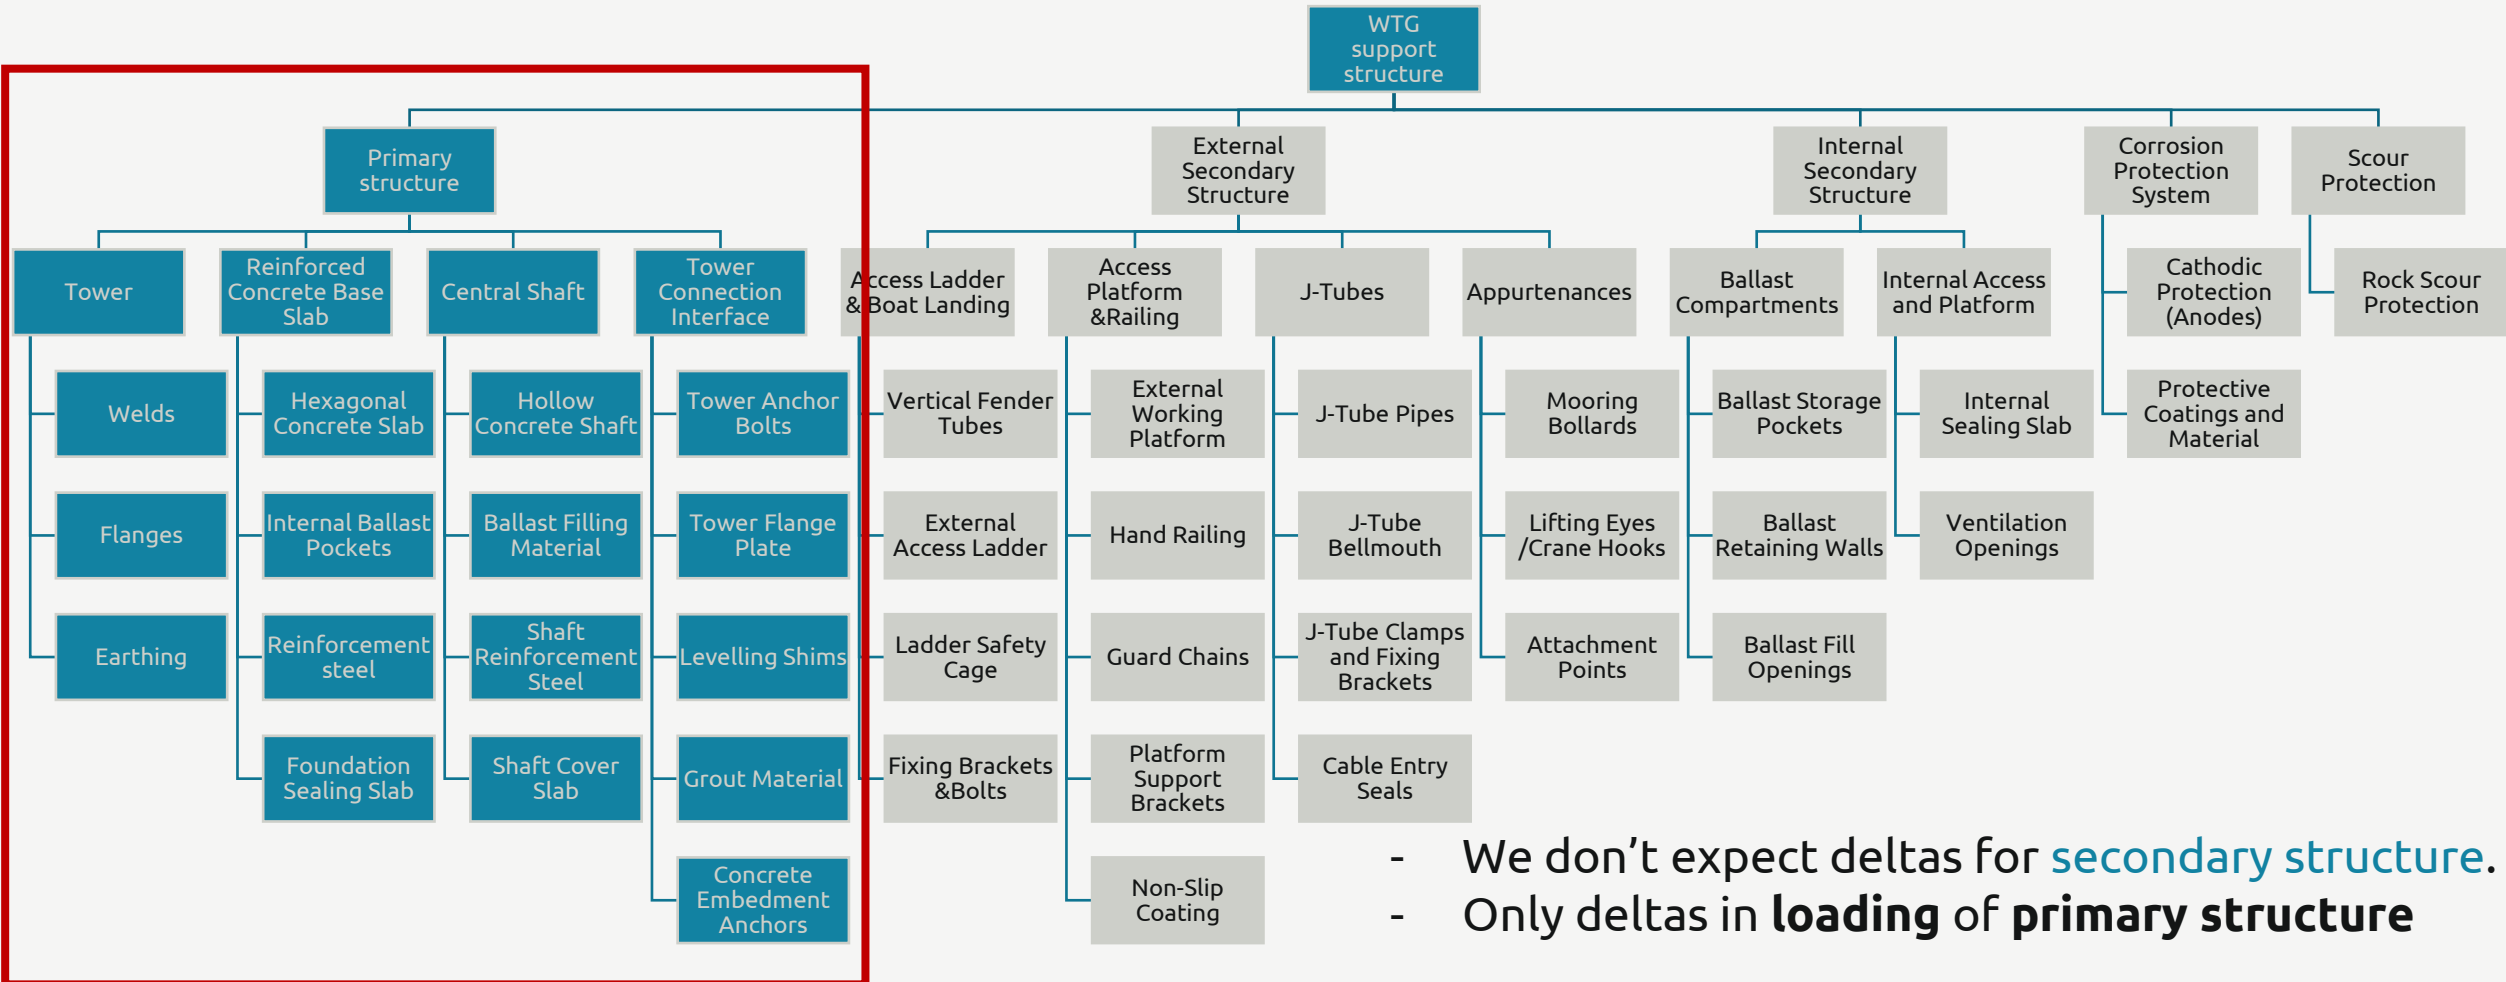 WTG
support
structure
Primary
structure
External
Secondary
Structure
Internal
Secondary
Structure
Corrosion
Protection
System
Scour
Protection
Tower
Reinforced
Concrete Base
Slab
Central Shaft
Tower
Connection
Interface
Access Ladder
& Boat Landing
Access
Platform
&Railing
J-Tubes
Appurtenances
Ballast
Compartments
Internal Access
and Platform
Cathodic
Protection
(Anodes)
Rock Scour
Protection
Welds
Hexagonal
Concrete Slab
Hollow
Concrete Shaft
Tower Anchor
Bolts
Vertical Fender
Tubes
External
Working
Platform
J-Tube Pipes
Mooring
Bollards
Ballast Storage
Pockets
Internal
Sealing Slab
Protective
Coatings and
Material
Flanges
Internal Ballast
Pockets
Ballast Filling
Material
Tower Flange
Plate
External
Access Ladder
Hand Railing
J-Tube
Bellmouth
Lifting Eyes
/Crane Hooks
Ballast
Retaining Walls
Ventilation
Openings
Earthing
Reinforcement
steel
Shaft
Reinforcement
Steel
Levelling Shims
Ladder Safety
Cage
Guard Chains
J-Tube Clamps
and Fixing
Brackets
Attachment
Points
Ballast Fill
Openings
Foundation
Sealing Slab
Shaft Cover
Slab
Grout Material
Fixing Brackets
&Bolts
Platform
Support
Brackets
Cable Entry
Seals
Concrete
Embedment
Anchors
Non-Slip
Coating
- We don’t expect deltas for secondary structure.
- Only deltas in loading of primary structure